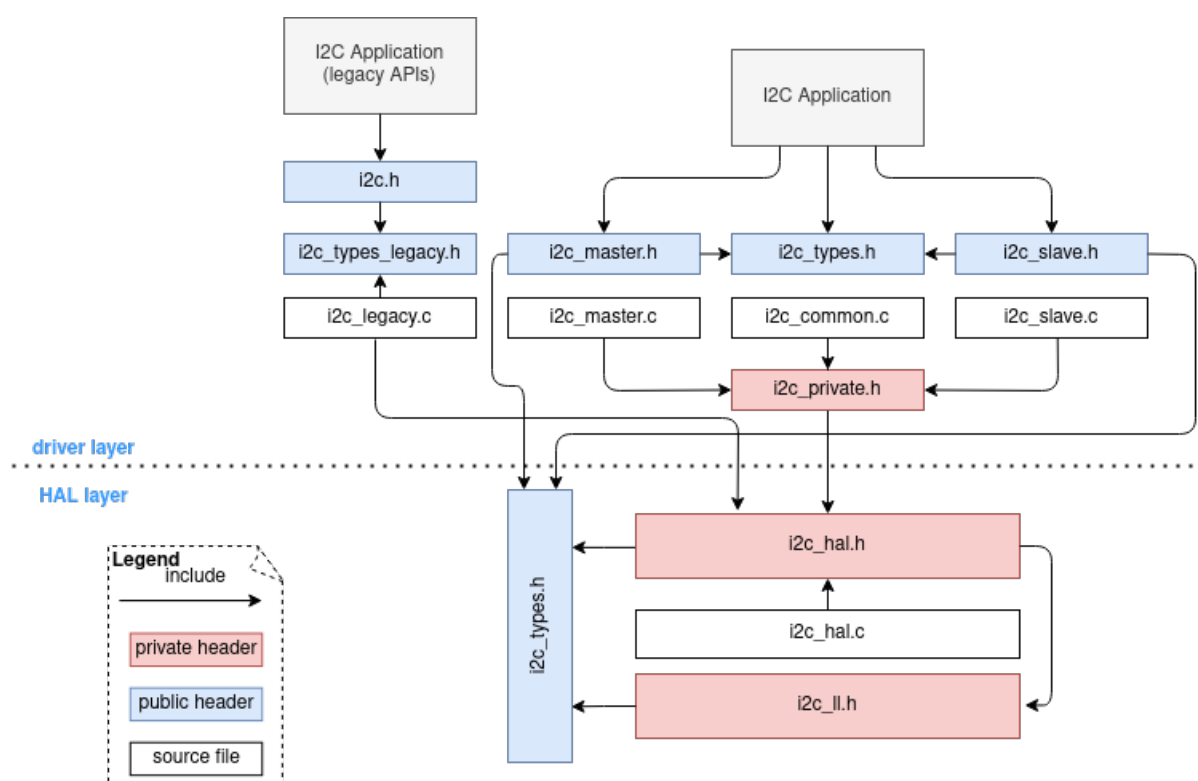 I2C Application
(legacy APIs)
I2C Application
i2c.h
i2c_types_legacy.h
i2c_master.h
i2c_types.h
i2c_slave.h
i2c_legacy.c
i2c_master.c
i2c_common.c
i2c_slave.c
i2c_private.h
driver layer
HAL layer
i2c_types.h
i2c_hal.h
i2c_hal.c
i2c_ll.h
Legend
include
private header
public header
source file